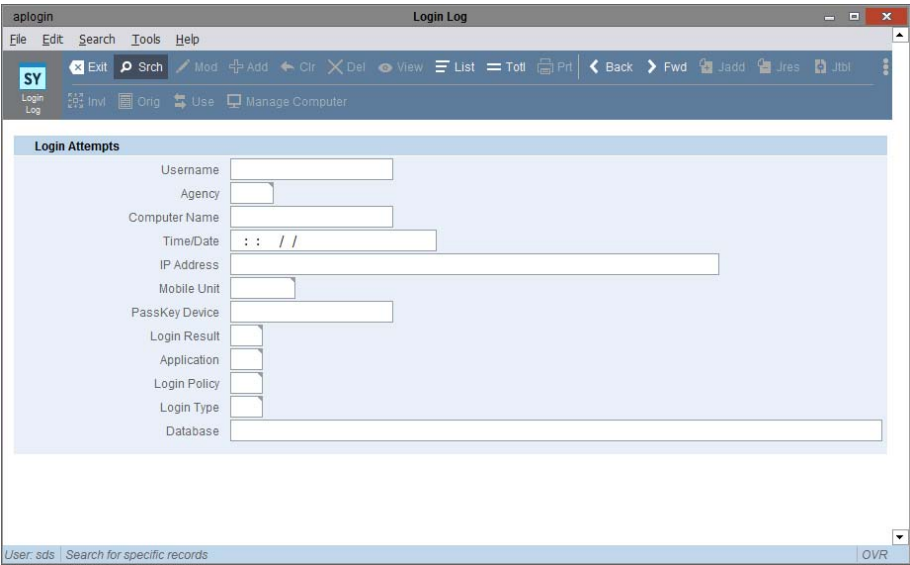 aplogin Login Log
File Edit Search Tools Help
SY
Login
Log
Exit Srch Mod Add Clr Del View List Totl Prt Back Fwd Jadd Jres Jtbl
Invl Orig Use Manage Computer
Login Attempts
Username
Agency
Computer Name
Time/Date : : / /
IP Address
Mobile Unit
PassKey Device
Login Result
Application
Login Policy
Login Type
Database
User: sds Search for specific records OVR